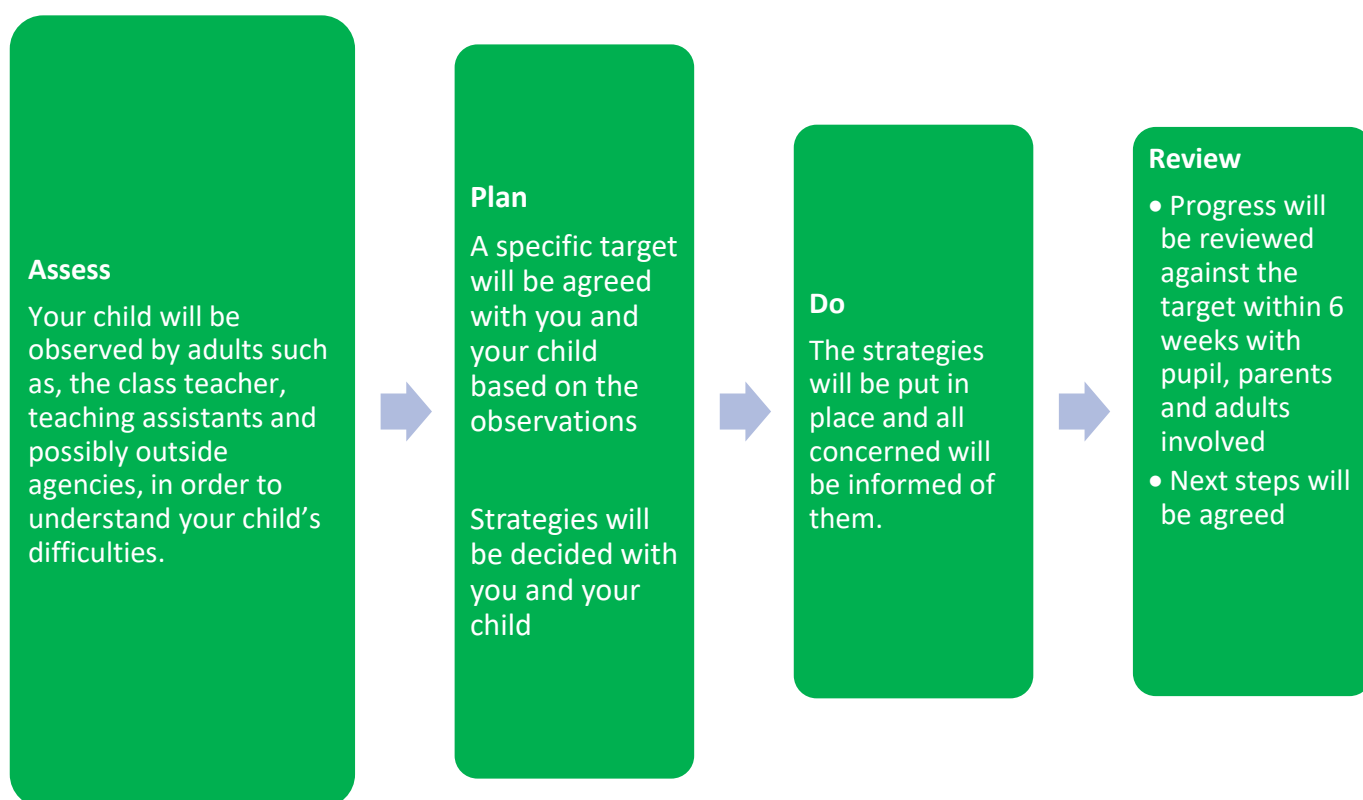 Assess
Your child will be
observed by adults such
as, the class teacher,
teaching assistants and
possibly outside
agencies, in order to
understand your child’s
difficulties.
Plan
A specific target
will be agreed
with you and
your child
based on the
observations
Strategies will
be decided with
you and your
child
Do
The strategies
will be put in
place and all
concerned will
be informed of
them.
Review
• Progress will
be reviewed
against the
target within 6
weeks with
pupil, parents
and adults
involved
• Next steps will
be agreed